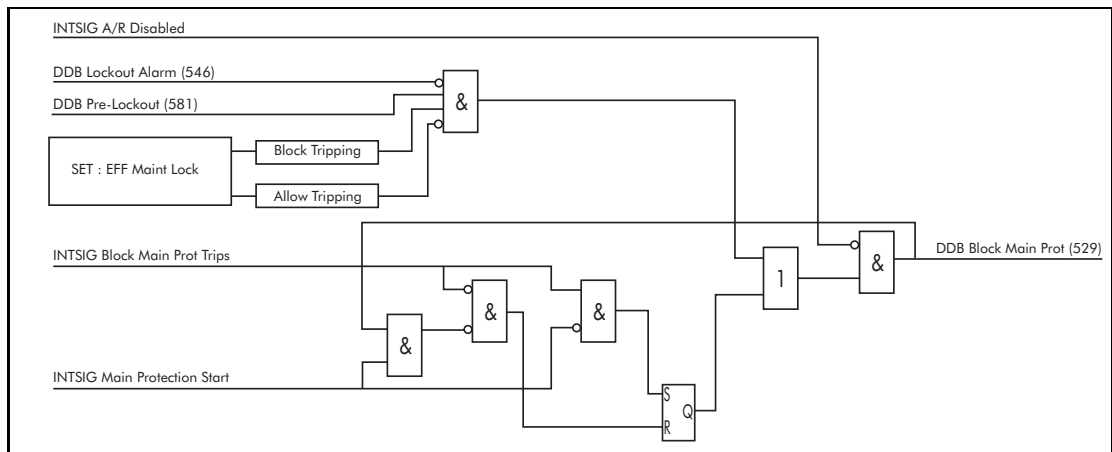 INTSIG A/R Disabled
DDB Lockout Alarm (546)
DDB Pre-Lockout (581)
&
Block Tripping
SET : EFF Maint Lock
Allow Tripping
INTSIG Block Main Prot Trips
DDB Block Main Prot (529)
&
1
&
&
&
INTSIG Main Protection Start
S
Q
R